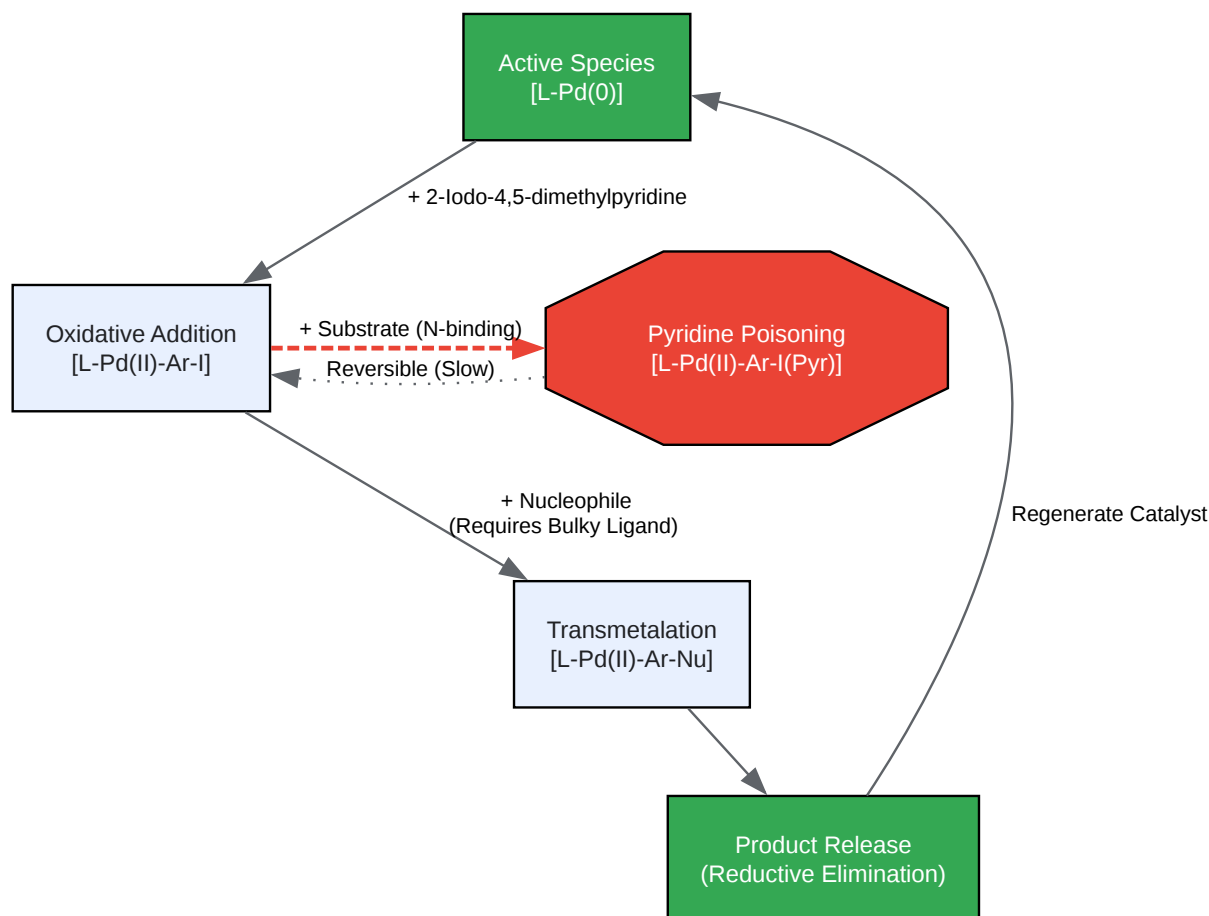 Active Species
[L-Pd(0)]
+ 2-Iodo-4,5-dimethylpyridine
Oxidative Addition
[L-Pd(II)-Ar-I]
+ Substrate (N-binding)
Reversible (Slow)
Pyridine Poisoning
[L-Pd(II)-Ar-I(Pyr)]
+ Nucleophile
(Requires Bulky Ligand)
Regenerate Catalyst
Transmetalation
[L-Pd(II)-Ar-Nu]
Product Release
(Reductive Elimination)